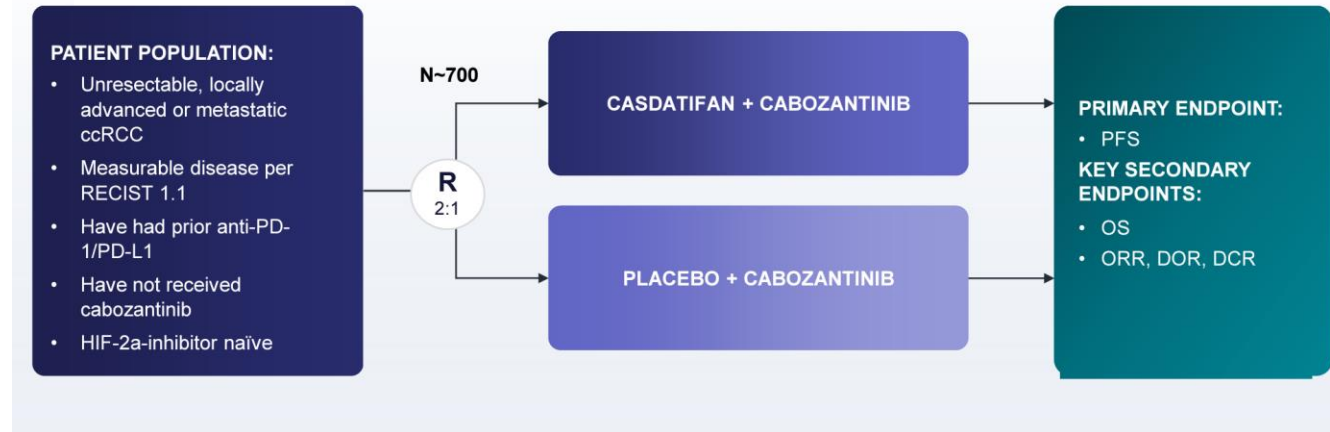 PATIENT POPULATION:
• Unresectable, locally
advanced or metastatic
ccRCC
• Measurable disease per
RECIST 1.1
• Have had prior anti-PD-
1/PD-L1
• Have not received
cabozantinib
• HIF-2a-inhibitor naïve
N~700
R
2:1
CASDATIFAN + CABOZANTINIB
PLACEBO + CABOZANTINIB
PRIMARY ENDPOINT:
• PFS
KEY SECONDARY
ENDPOINTS:
• OS
• ORR, DOR, DCR